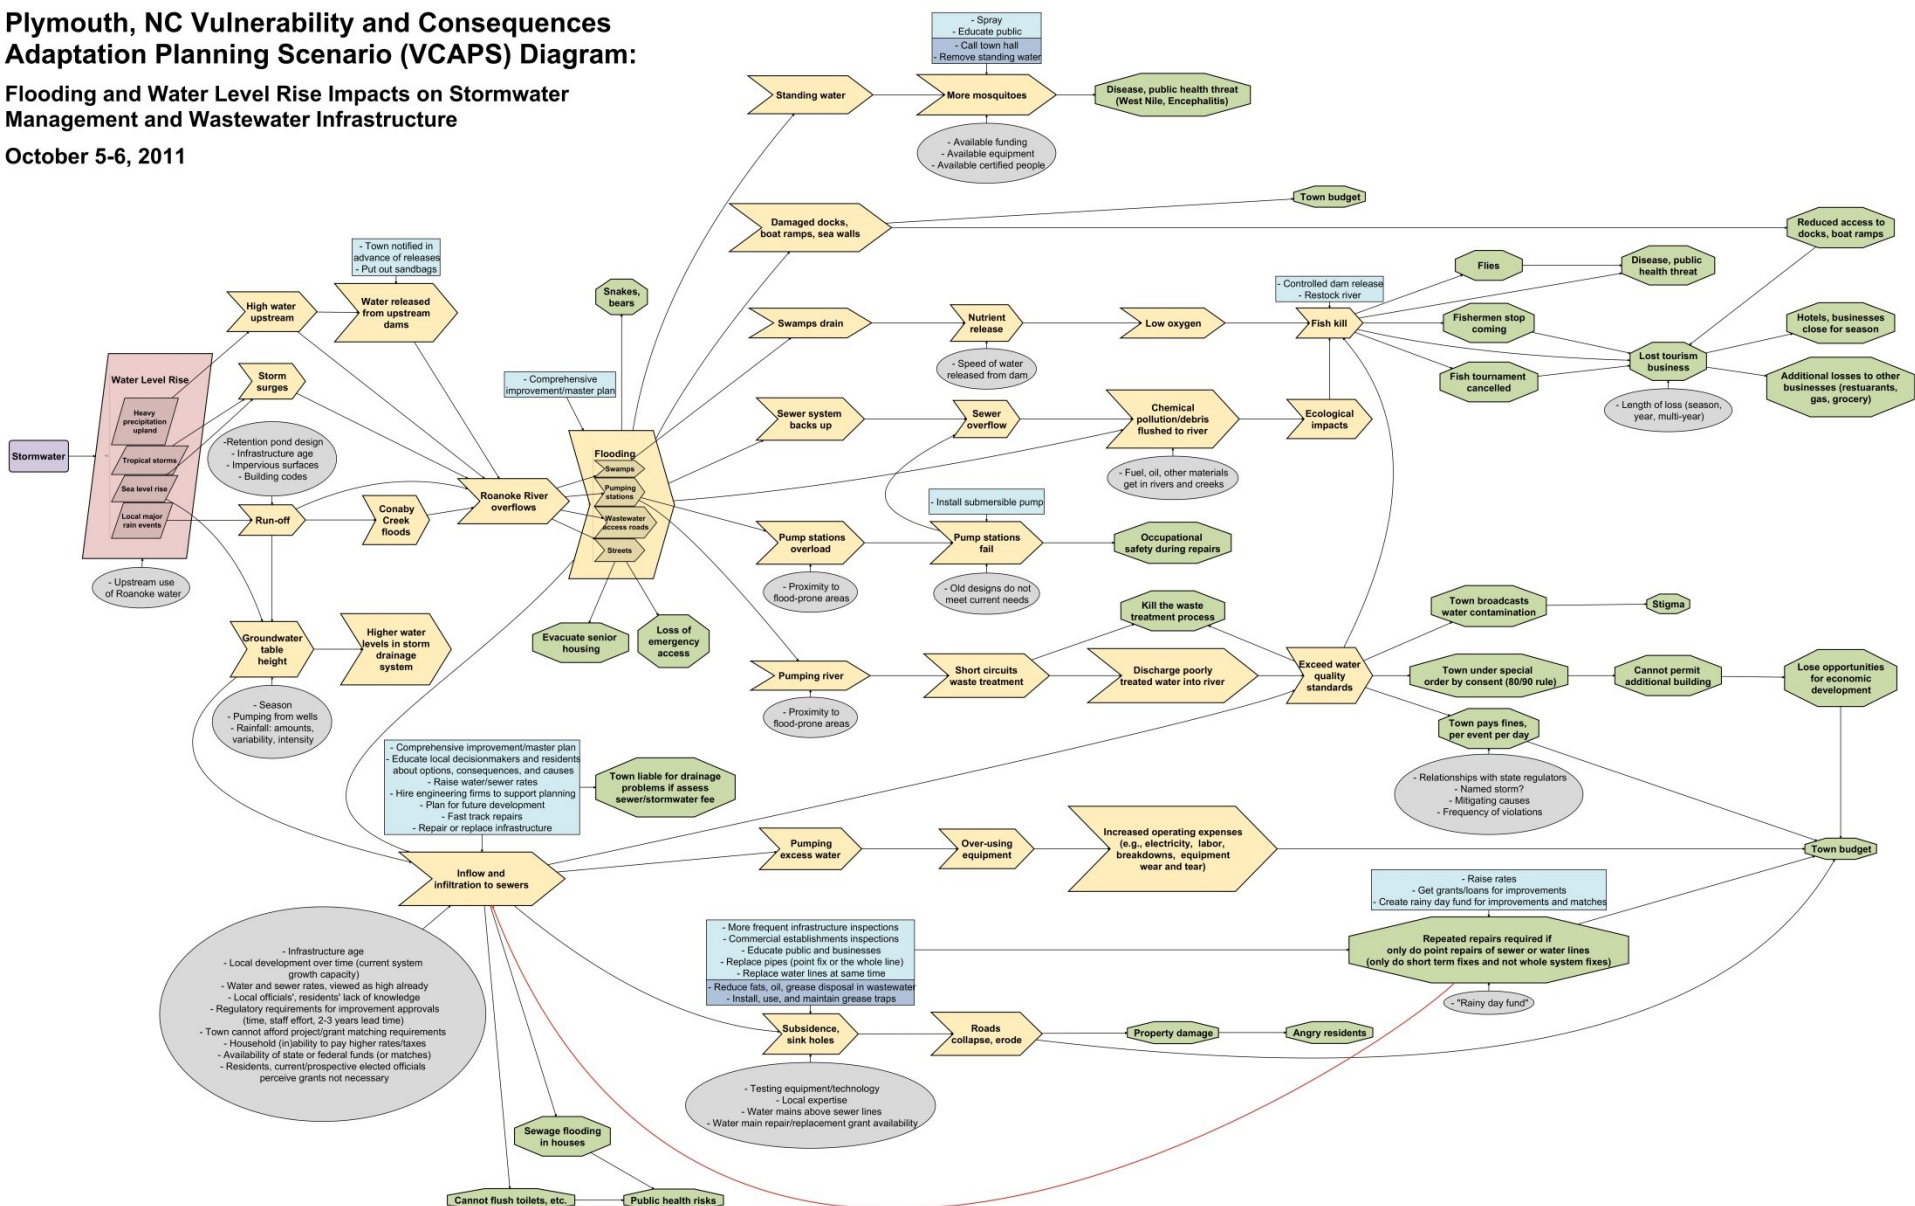 Plymouth, NC Vulnerability and Consequences
Adaptation Planning Scenario (VCAPS) Diagram:
Flooding and Water Level Rise Impacts on Stormwater
Management and Wastewater Infrastructure
October 5-6, 2011
- Spray
- Educate public
- Call town hall
- Remove standing water
Standing water
More mosquitoes
Disease, public health threat
(West Nile, Encephalitis)
- Available funding
- Available equipment
- Available certified people
Town budget
Damaged docks,
boat ramps, sea walls
Reduced access to
docks, boat ramps
- Town notified in
advance of releases
- Put out sandbags
High water
upstream
Water released
from upstream
dams
Snakes,
bears
Swamps drain
Nutrient
release
- Speed of water
released from dam
Low oxygen
- Controlled dam release
- Restock river
Fish kill
Flies
Disease, public
health threat
Fishermen stop
coming
Fish tournament
cancelled
Lost tourism
business
- Length of loss (season,
year, multi-year)
Hotels, businesses
close for season
Additional losses to other
businesses (restuarants,
gas, grocery)
Stormwater
Water Level Rise
Heavy
precipitation
upland
Tropical storms
Sea level rise
Local major
rain events
- Upstream use
of Roanoke water
Storm
surges
-Retention pond design
- Infrastructure age
- Impervious surfaces
- Building codes
Run-off
Conaby
Creek
floods
Roanoke River
overflows
- Comprehensive
improvement/master plan
Flooding
Swamps
Pumping
stations
Wastewater
access roads
Streets
Sewer system
backs up
Sewer
overflow
Chemical
pollution/debris
flushed to river
- Fuel, oil, other materials
get in rivers and creeks
Ecological
impacts
- Install submersible pump
Pump stations
overload
- Proximity to
flood-prone areas
Pump stations
fail
- Old designs do not
meet current needs
Occupational
safety during repairs
Groundwater
table
height
Higher water
levels in storm
drainage
system
- Season
- Pumping from wells
- Rainfall: amounts,
variability, intensity
Evacuate senior
housing
Loss of
emergency
access
Kill the waste
treatment process
Pumping river
- Proximity to
flood-prone areas
Short circuits
waste treatment
Discharge poorly
treated water into river
Exceed water
quality
standards
Town broadcasts
water contamination
Stigma
Town under special
order by consent (80/90 rule)
Cannot permit
additional building
Lose opportunities
for economic
development
Town pays fines,
per event per day
- Relationships with state regulators
- Named storm?
- Mitigating causes
- Frequency of violations
- Comprehensive improvement/master plan
- Educate local decisionmakers and residents
about options, consequences, and causes
- Raise water/sewer rates
- Hire engineering firms to support planning
- Plan for future development
- Fast track repairs
- Repair or replace infrastructure
Town liable for drainage
problems if assess
sewer/stormwater fee
Inflow and
infiltration to sewers
Pumping
excess water
Over-using
equipment
Increased operating expenses
(e.g., electricity, labor,
breakdowns, equipment
wear and tear)
Town budget
- Raise rates
- Get grants/loans for improvements
- Create rainy day fund for improvements and matches
Repeated repairs required if
only do point repairs of sewer or water lines
(only do short term fixes and not whole system fixes)
- "Rainy day fund"
- Infrastructure age
- Local development over time (current system
growth capacity)
- Water and sewer rates, viewed as high already
- Local officials', residents' lack of knowledge
- Regulatory requirements for improvement approvals
(time, staff effort, 2-3 years lead time)
- Town cannot afford project/grant matching requirements
- Household (in)ability to pay higher rates/taxes
- Availability of state or federal funds (or matches)
- Residents, current/prospective elected officials
perceive grants not necessary
- More frequent infrastructure inspections
- Commercial establishments inspections
- Educate public and businesses
- Replace pipes (point fix or the whole line)
- Replace water lines at same time
- Reduce fats, oil, grease disposal in wastewater
- Install, use, and maintain grease traps
Subsidence,
sink holes
Roads
collapse, erode
Property damage
Angry residents
- Testing equipment/technology
- Local expertise
- Water mains above sewer lines
- Water main repair/replacement grant availability
Sewage flooding
in houses
Cannot flush toilets, etc.
Public health risks